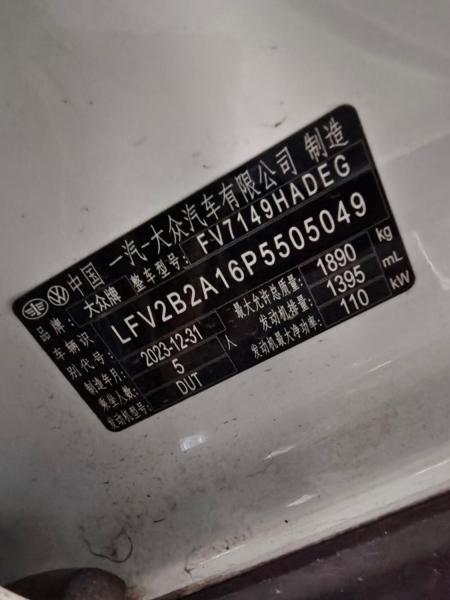 中国 一汽-大众汽车有限公司 制造
品牌: 大众牌 整车型号: FV7149HADEG
车辆识别代号: LFV2B2A16P5505049
制造年月: 2023-12-31 最大允许总质量: 1890 kg
乘坐人数: 5 人 发动机排量: 1395 mL
发动机型号: DUT 发动机最大净功率: 110 kW